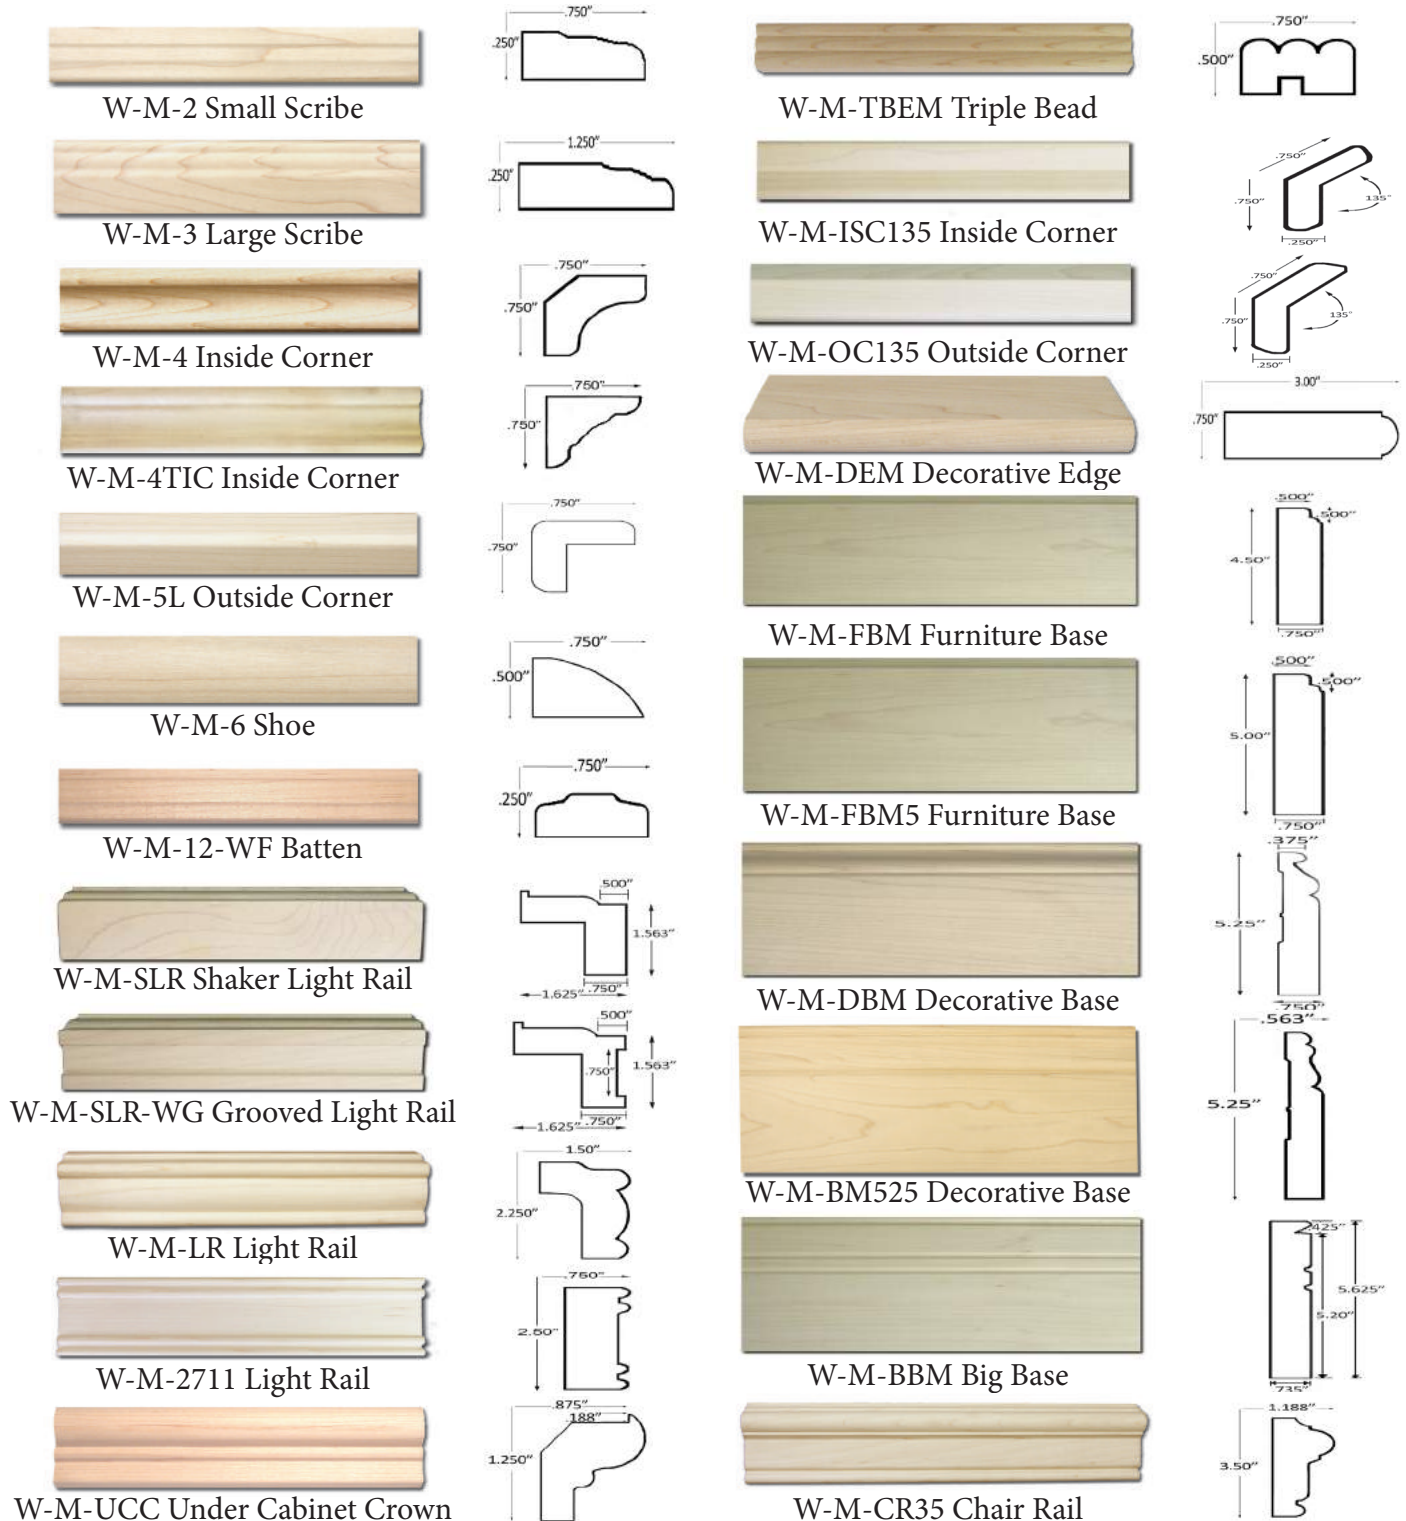 .750"
.250"
W-M-2 Small Scribe
1.250"
.250"
W-M-3 Large Scribe
.750"
.750"
W-M-4 Inside Corner
.750"
.750"
W-M-4TIC Inside Corner
.750"
.750"
W-M-5L Outside Corner
.750"
.500"
W-M-6 Shoe
.750"
.250"
W-M-12-WF Batten
.500"
1.563"
.750"
1.625"
W-M-SLR Shaker Light Rail
.500"
1.563"
.750"
.750"
1.625"
W-M-SLR-WG Grooved Light Rail
1.50"
2.250"
W-M-LR Light Rail
.750"
2.50"
W-M-2711 Light Rail
.875"
.188"
1.250"
W-M-UCC Under Cabinet Crown
.750"
.500"
W-M-TBEM Triple Bead
.750"
.750"
135°
.250"
W-M-ISC135 Inside Corner
.750"
.750"
135°
.250"
W-M-OC135 Outside Corner
3.00"
.750"
W-M-DEM Decorative Edge
.500"
.500"
4.50"
.750"
W-M-FBM Furniture Base
.500"
.500"
5.00"
.750"
W-M-FBM5 Furniture Base
.375"
5.25"
.750"
W-M-DBM Decorative Base
.563"
5.25"
W-M-BM525 Decorative Base
.425"
5.625"
5.20"
.735"
W-M-BBM Big Base
1.188"
3.50"
W-M-CR35 Chair Rail